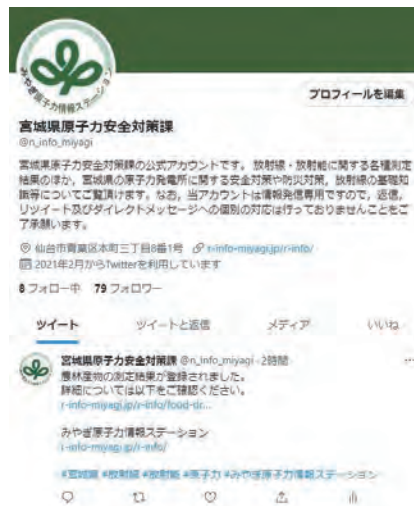 みやぎ原子力情報ステーション
プロフィールを編集
宮城県原子力安全対策課
@n_info_miyagi
宮城県原子力安全対策課の公式アカウントです。放射線・放射能に関する各種測定
結果のほか、宮城県の原子力発電所に関する安全対策や防災対策、放射線の基礎知
識等についてご覧頂けます。なお、当アカウントは情報発信専用ですので、返信、
リツイート及びダイレクトメッセージへの個別の対応は行っておりませんことをご
了承願います。
仙台市青葉区本町三丁目8番1号 r-info-miyagi.jp/r-info/
2021年2月からTwitterを利用しています
8 フォロー中 79 フォロワー
ツイート ツイートと返信 メディア いいね
宮城県原子力安全対策課 @n_info_miyagi・2時間 …
農林産物の測定結果が登録されました。
詳細については以下をご確認ください。
r-info-miyagi.jp/r-info/food-dr...
みやぎ原子力情報ステーション
r-info-miyagi.jp/r-info/
#宮城県 #放射線 #放射能 #原子力 #みやぎ原子力情報ステーション